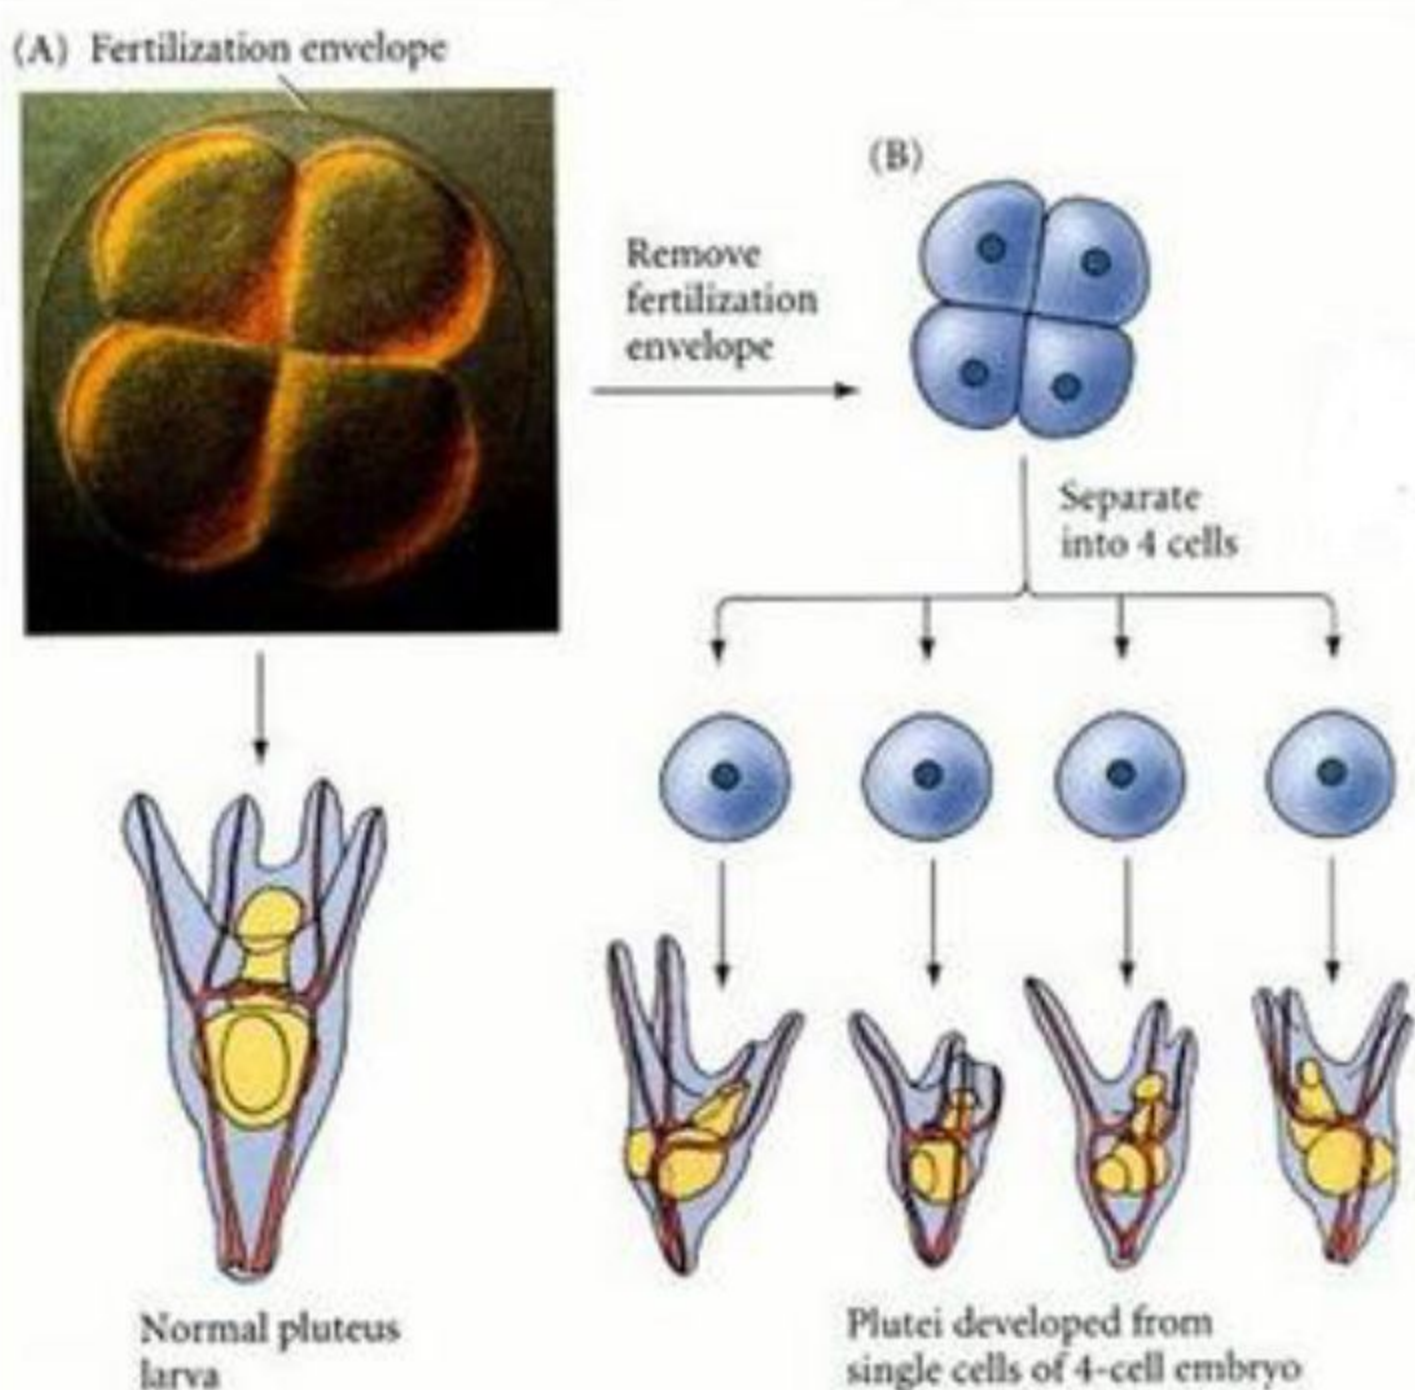 (A) Fertilization envelope
(B)
Remove
fertilization
envelope
Separate
into 4 cells
Normal pluteus
larva
Plutei developed from
single cells of 4-cell embryo